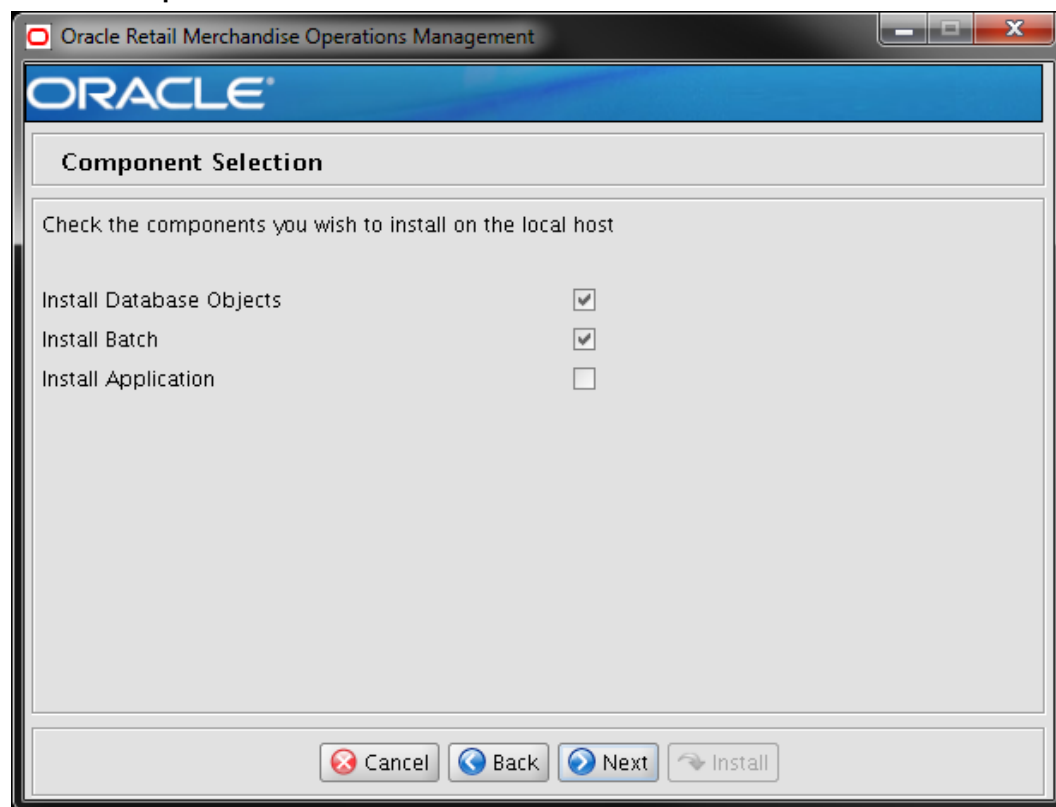 Oracle Retail Merchandise Operations Management
ORACLE
Component Selection
Check the components you wish to install on the local host
Install Database Objects
Install Batch
Install Application
Cancel Back Next Install